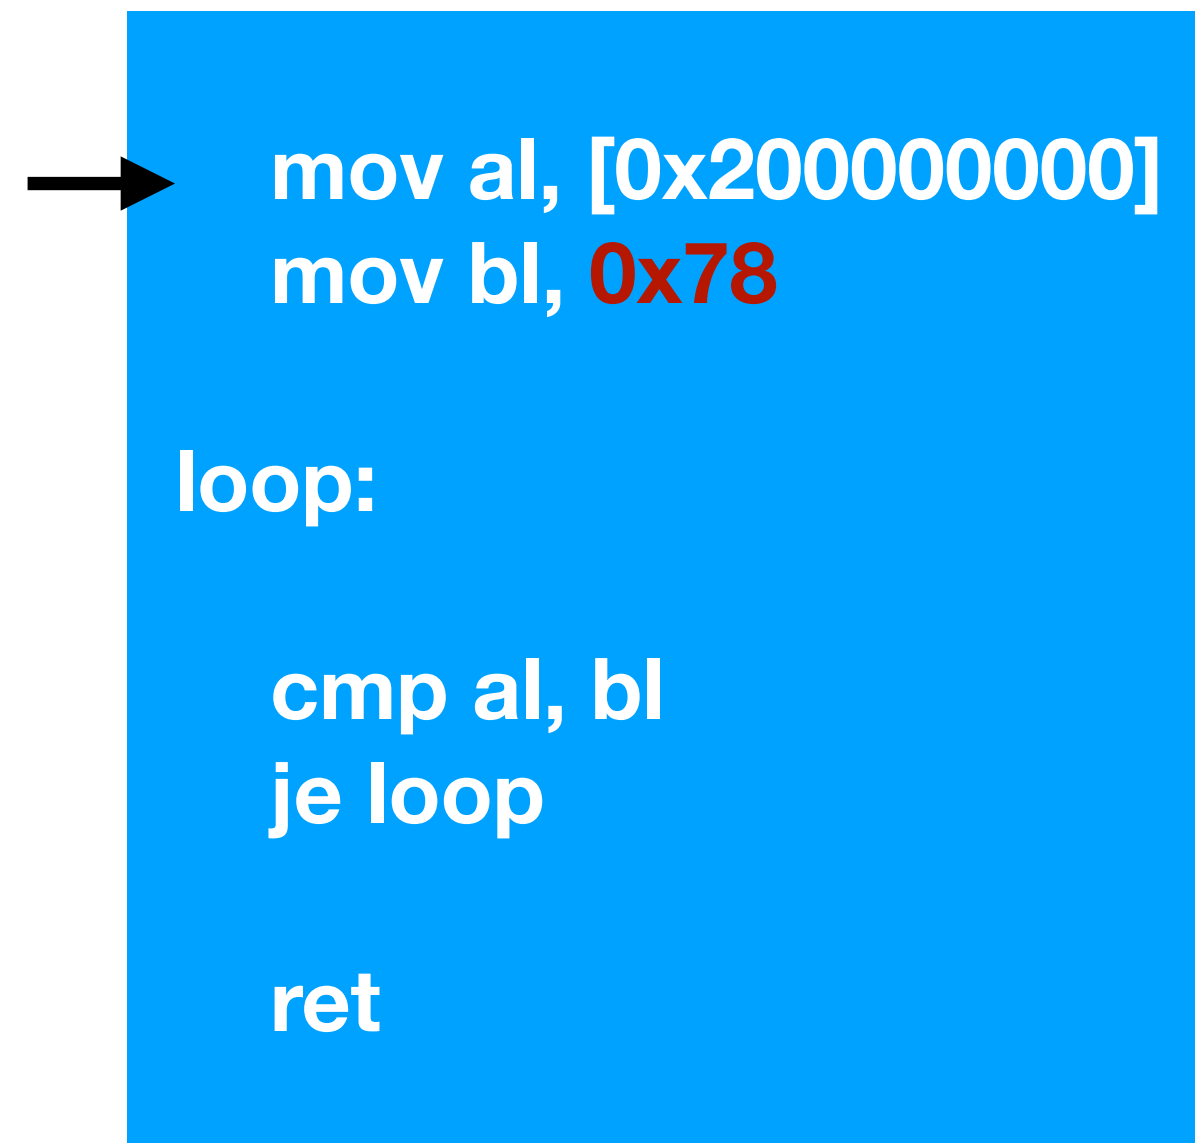 mov al, [0x200000000]
mov bl, 0x78
loop:
cmp al, bl
je loop
ret